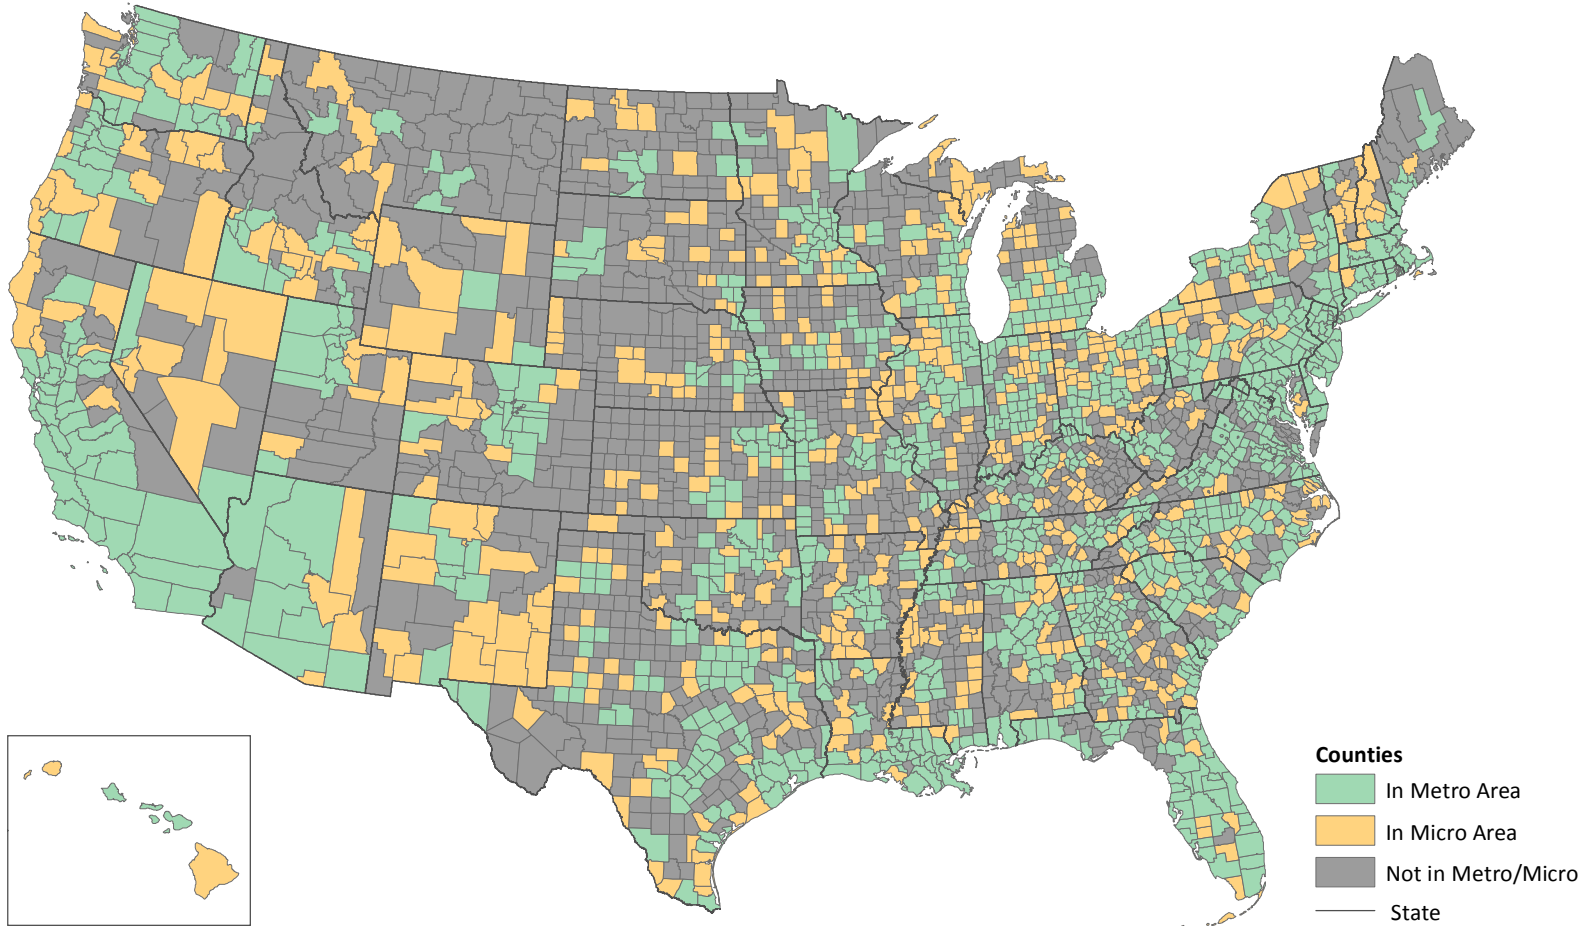 Counties
In Metro Area
In Micro Area
Not in Metro/Micro
State